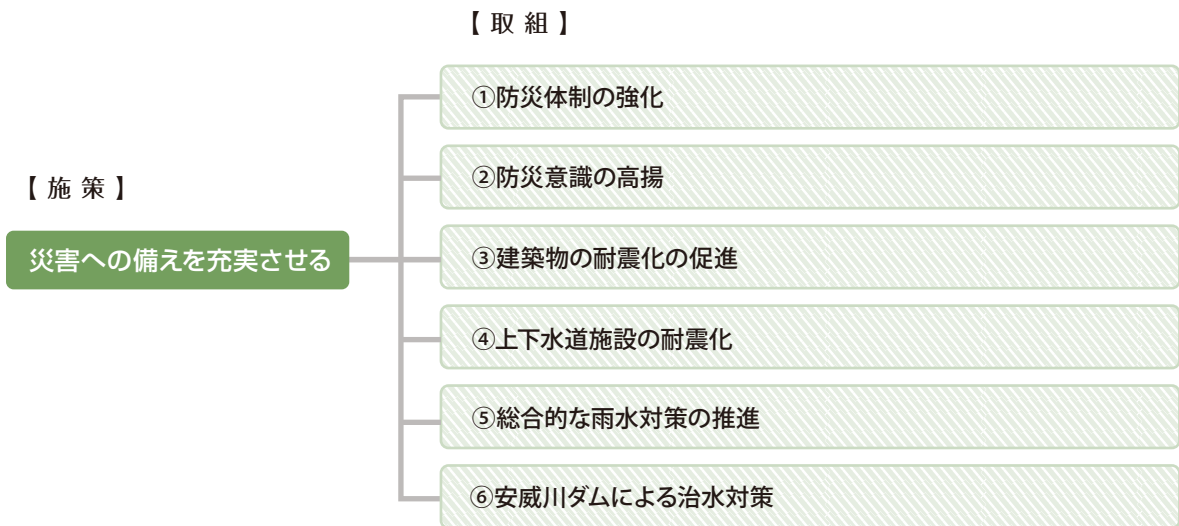 【施策】
災害への備えを充実させる
【取組】
①防災体制の強化
②防災意識の高揚
③建築物の耐震化の促進
④上下水道施設の耐震化
⑤総合的な雨水対策の推進
⑥安威川ダムによる治水対策